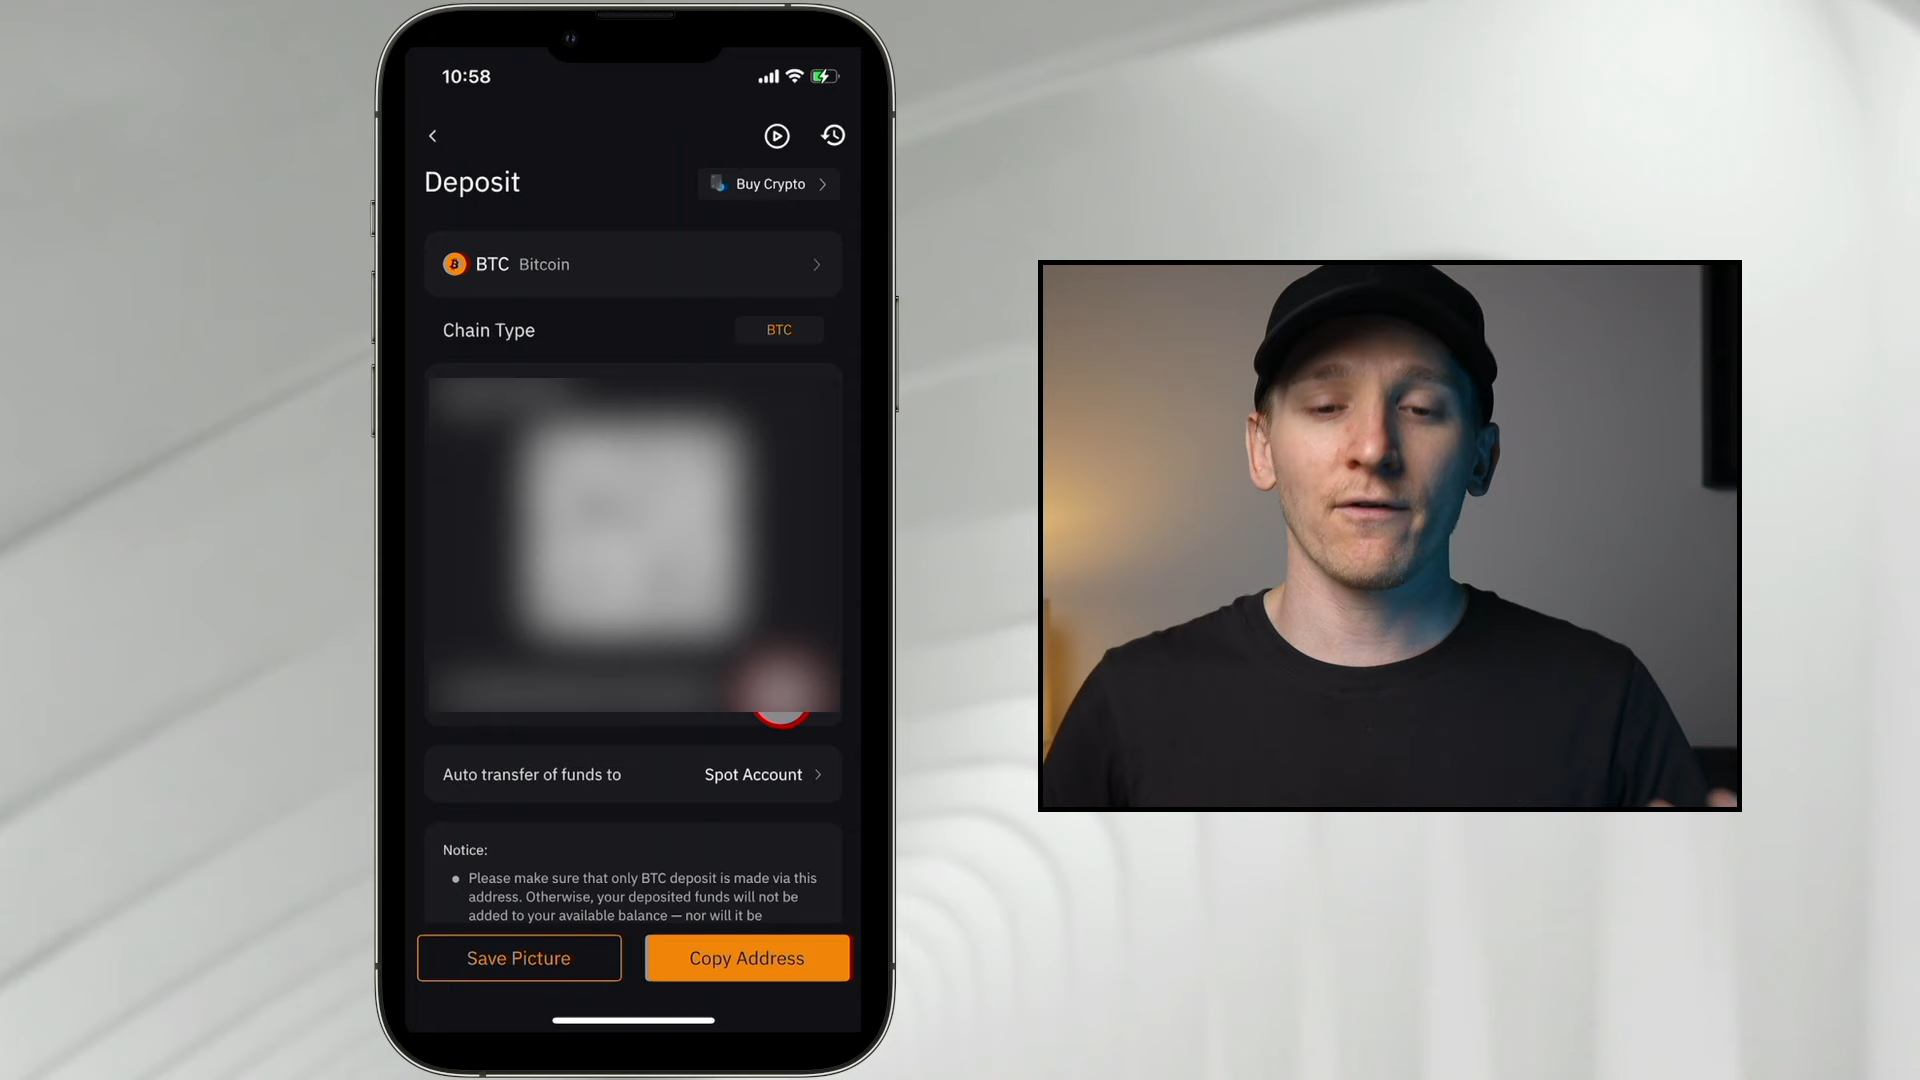 10:58
Deposit
Buy Crypto
BTC Bitcoin
Chain Type
BTC
Auto transfer of funds to
Spot Account
Notice:
Please make sure that only BTC deposit is made via this
address. Otherwise, your deposited funds will not be
added to your available balance — nor will it be
Save Picture
Copy Address